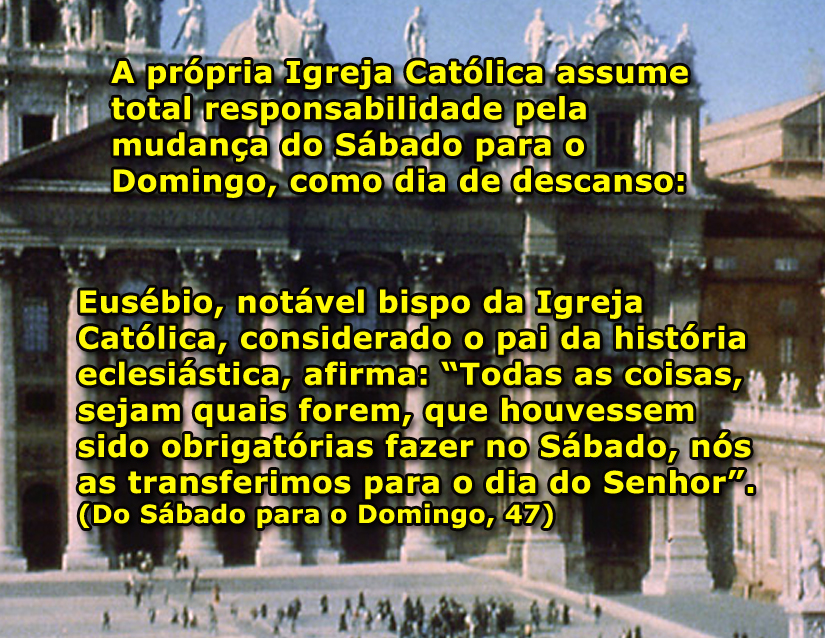 A própria Igreja Católica assume
total responsabilidade pela
mudança do Sábado para o
Domingo, como dia de descanso:
Eusébio, notável bispo da Igreja
Católica, considerado o pai da história
eclesiástica, afirma: “Todas as coisas,
sejam quais forem, que houvessem
sido obrigatórias fazer no Sábado, nós
as transferimos para o dia do Senhor”.
(Do Sábado para o Domingo, 47)